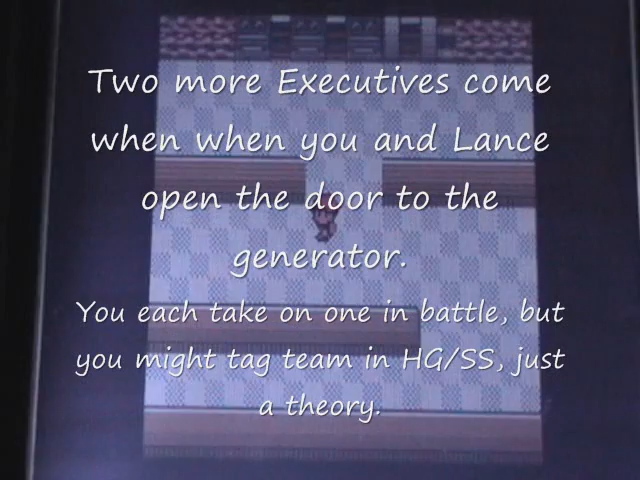 Two more Executives come
when when you and Lance
open the door to the
generator.
You each take on one in battle, but
you might tag team in HG/SS, just
a theory.